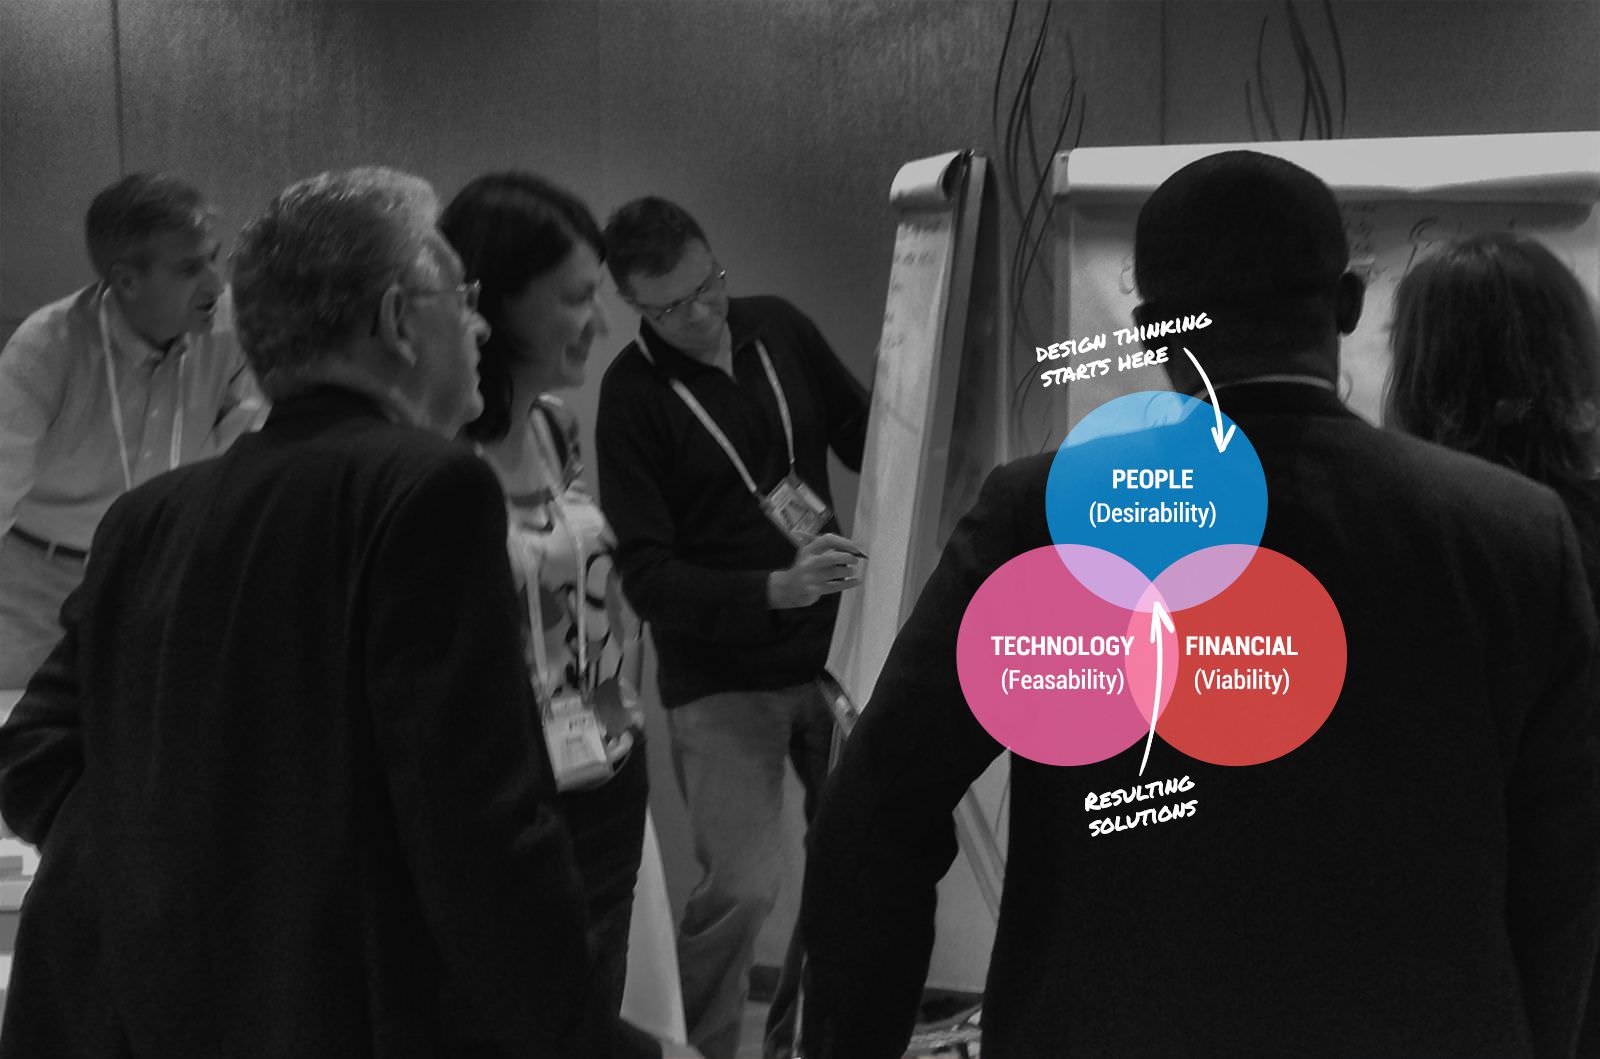 DESIGN THINKING
STARTS HERE
PEOPLE
(Desirability)
TECHNOLOGY
(Feasability)
FINANCIAL
(Viability)
RESULTING
SOLUTIONS